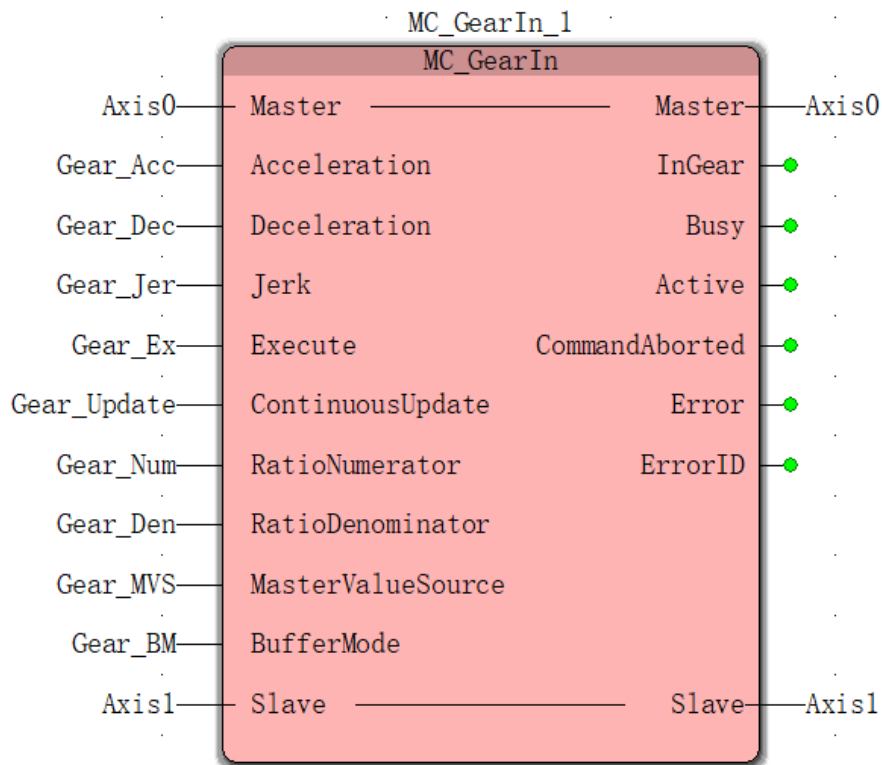 MC_GearIn_1
MC_GearIn
Axis0 Master Master Axis0
Gear_Acc Acceleration InGear
Gear_Dec Deceleration Busy
Gear_Jer Jerk Active
Gear_Ex Execute CommandAborted
Gear_Update ContinuousUpdate Error
Gear_Num RatioNumerator ErrorID
Gear_Den RatioDenominator
Gear_MVS MasterValueSource
Gear_BM BufferMode
Axis1 Slave Slave Axis1